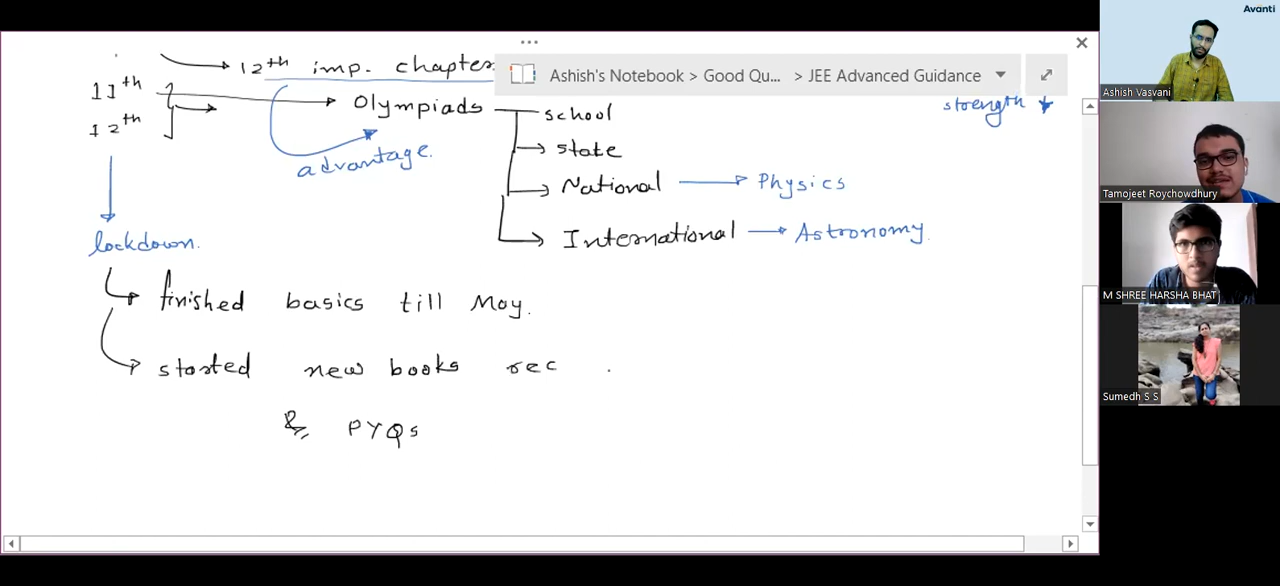 Avanti
12th imp. chapter
Ashish's Notebook > Good Qu... > JEE Advanced Guidance
11th
Olympiads
school
strength
12th
state
advantage.
National
Physics
lockdown.
International
Astronomy
finished basics till May.
started new books rec
& PYQs
Ashish Vasvani
Tamojeet Roychowdhury
M SHREE HARSHA BHAT
Sumedh S S